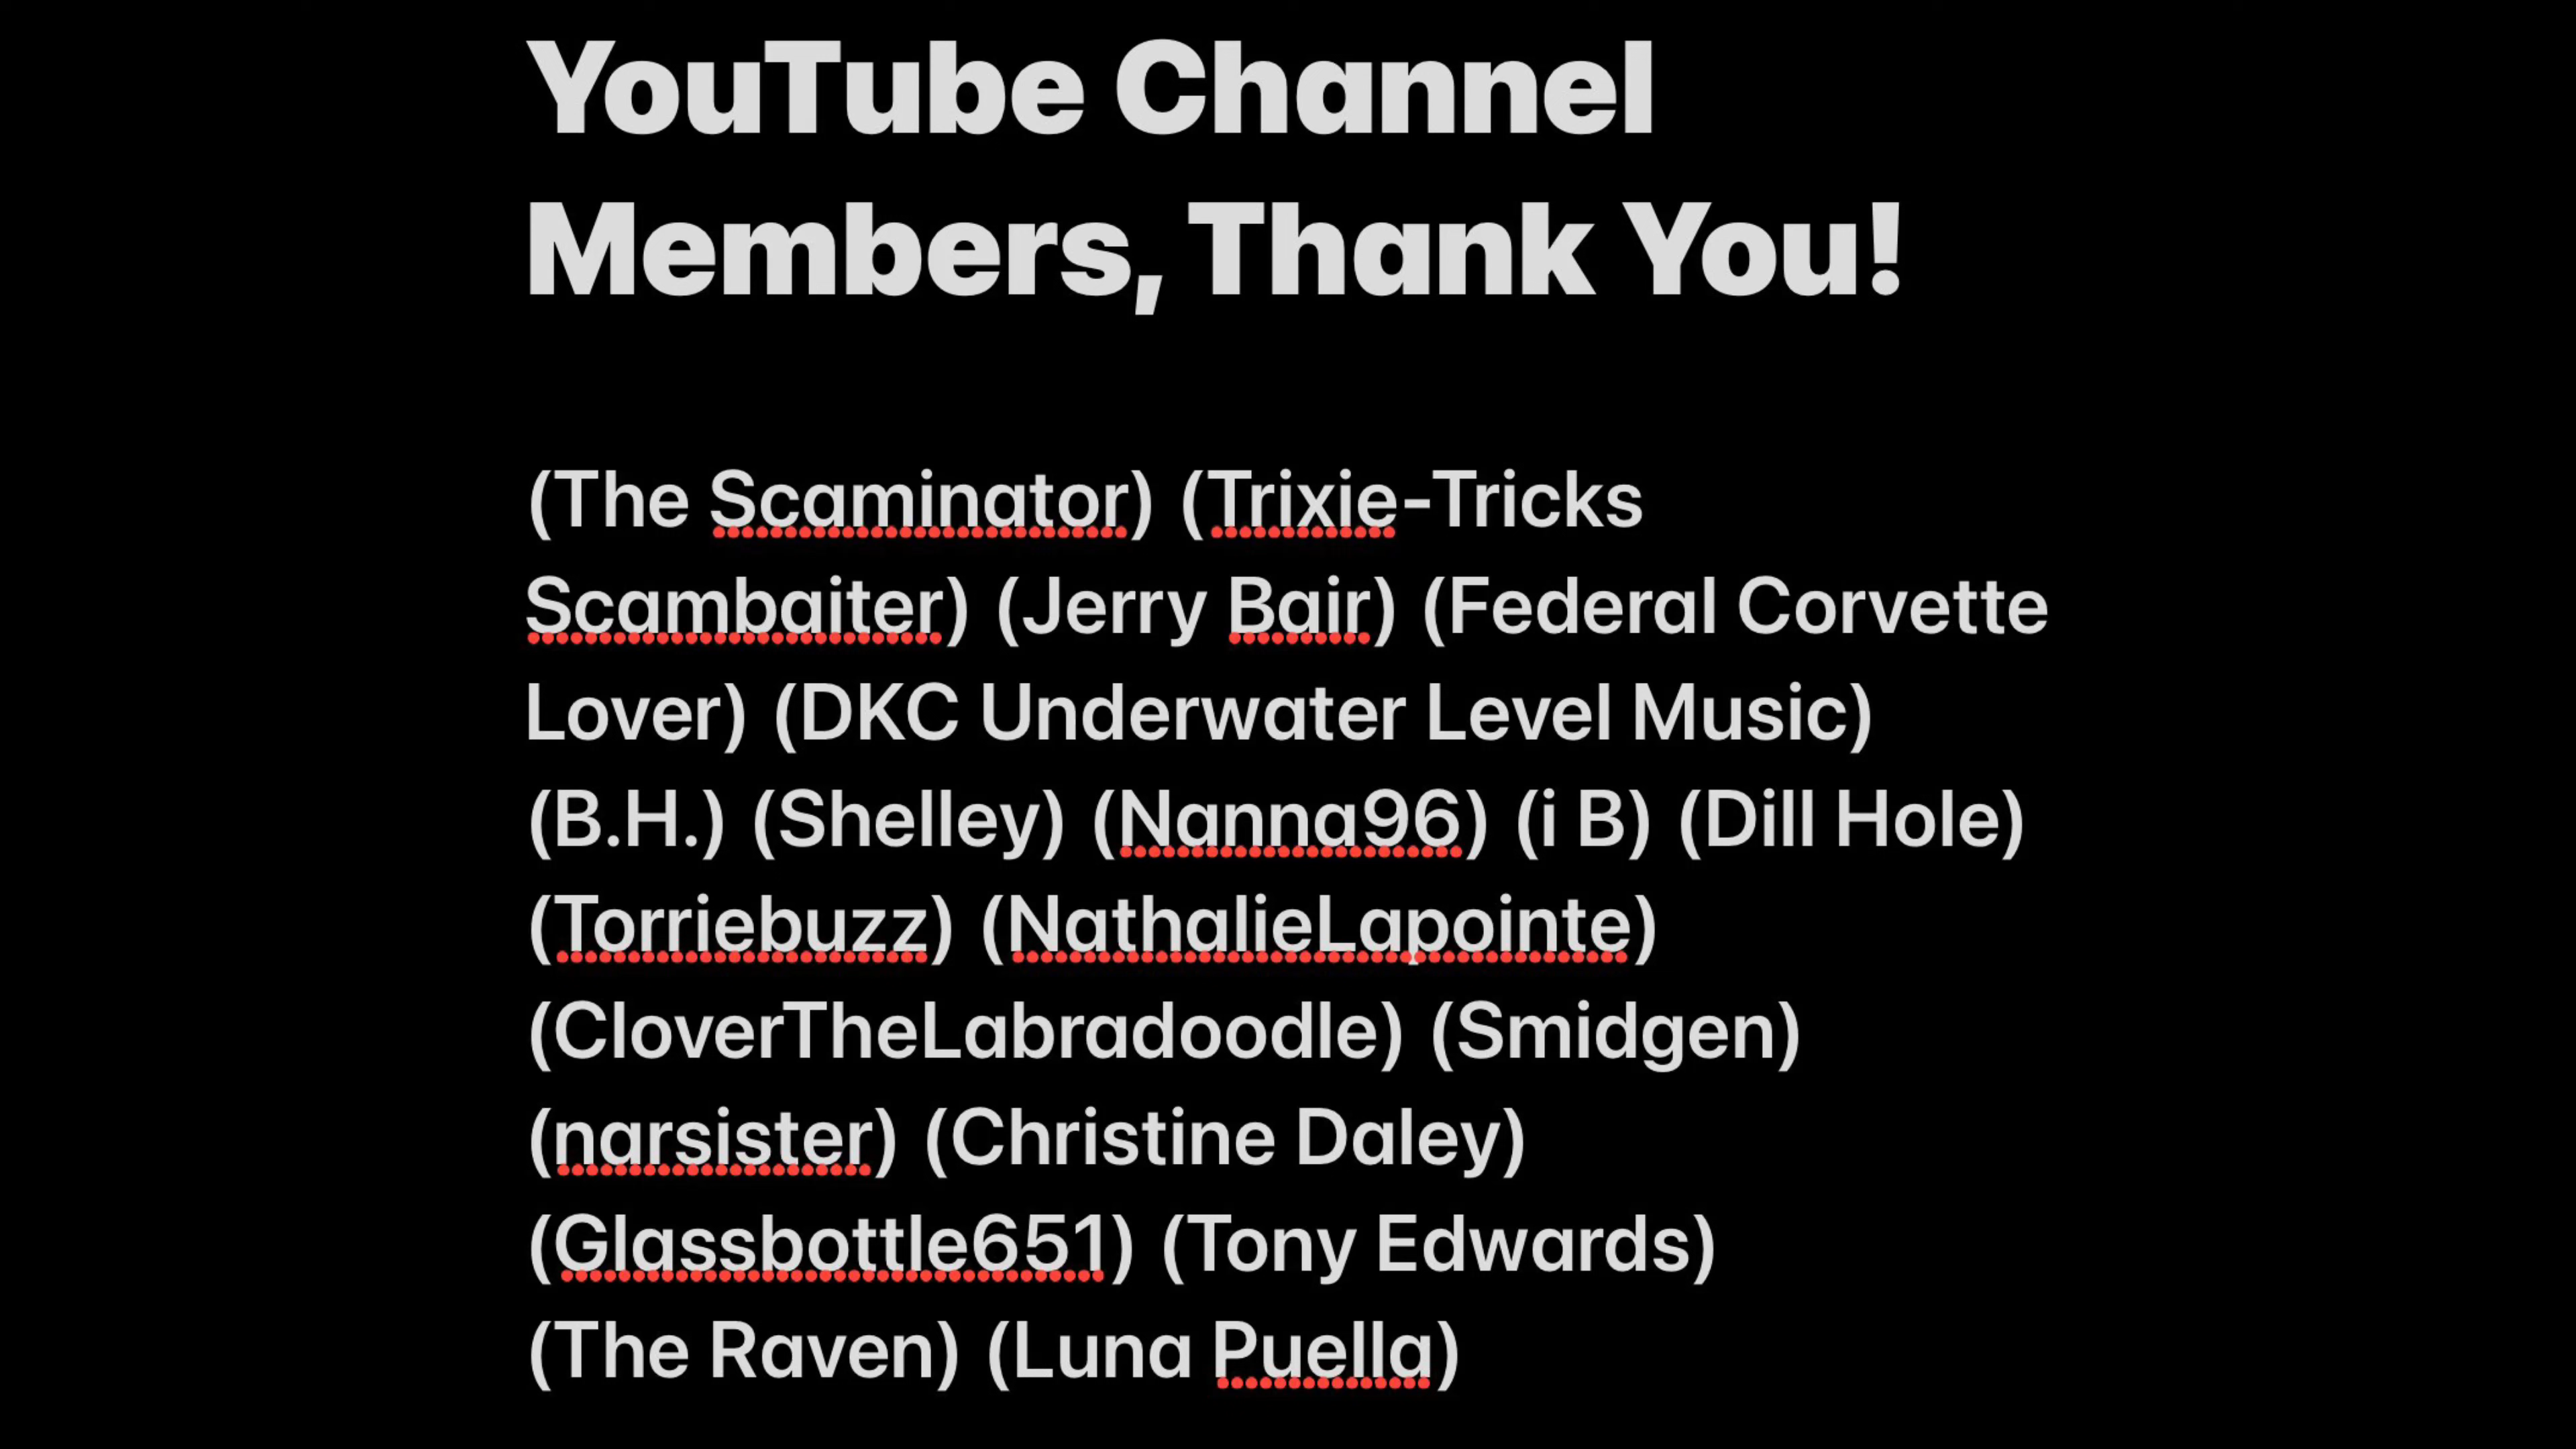 YouTube Channel
Members, Thank You!
(The Scaminator) (Trixie-Tricks
Scambaiter) (Jerry Bair) (Federal Corvette
Lover) (DKC Underwater Level Music)
(B.H.) (Shelley) (Nanna96) (i B) (Dill Hole)
(Torriebuzz) (NathalieLapointe)
(CloverTheLabradoodle) (Smidgen)
(narsister) (Christine Daley)
(Glassbottle651) (Tony Edwards)
(The Raven) (Luna Puella)